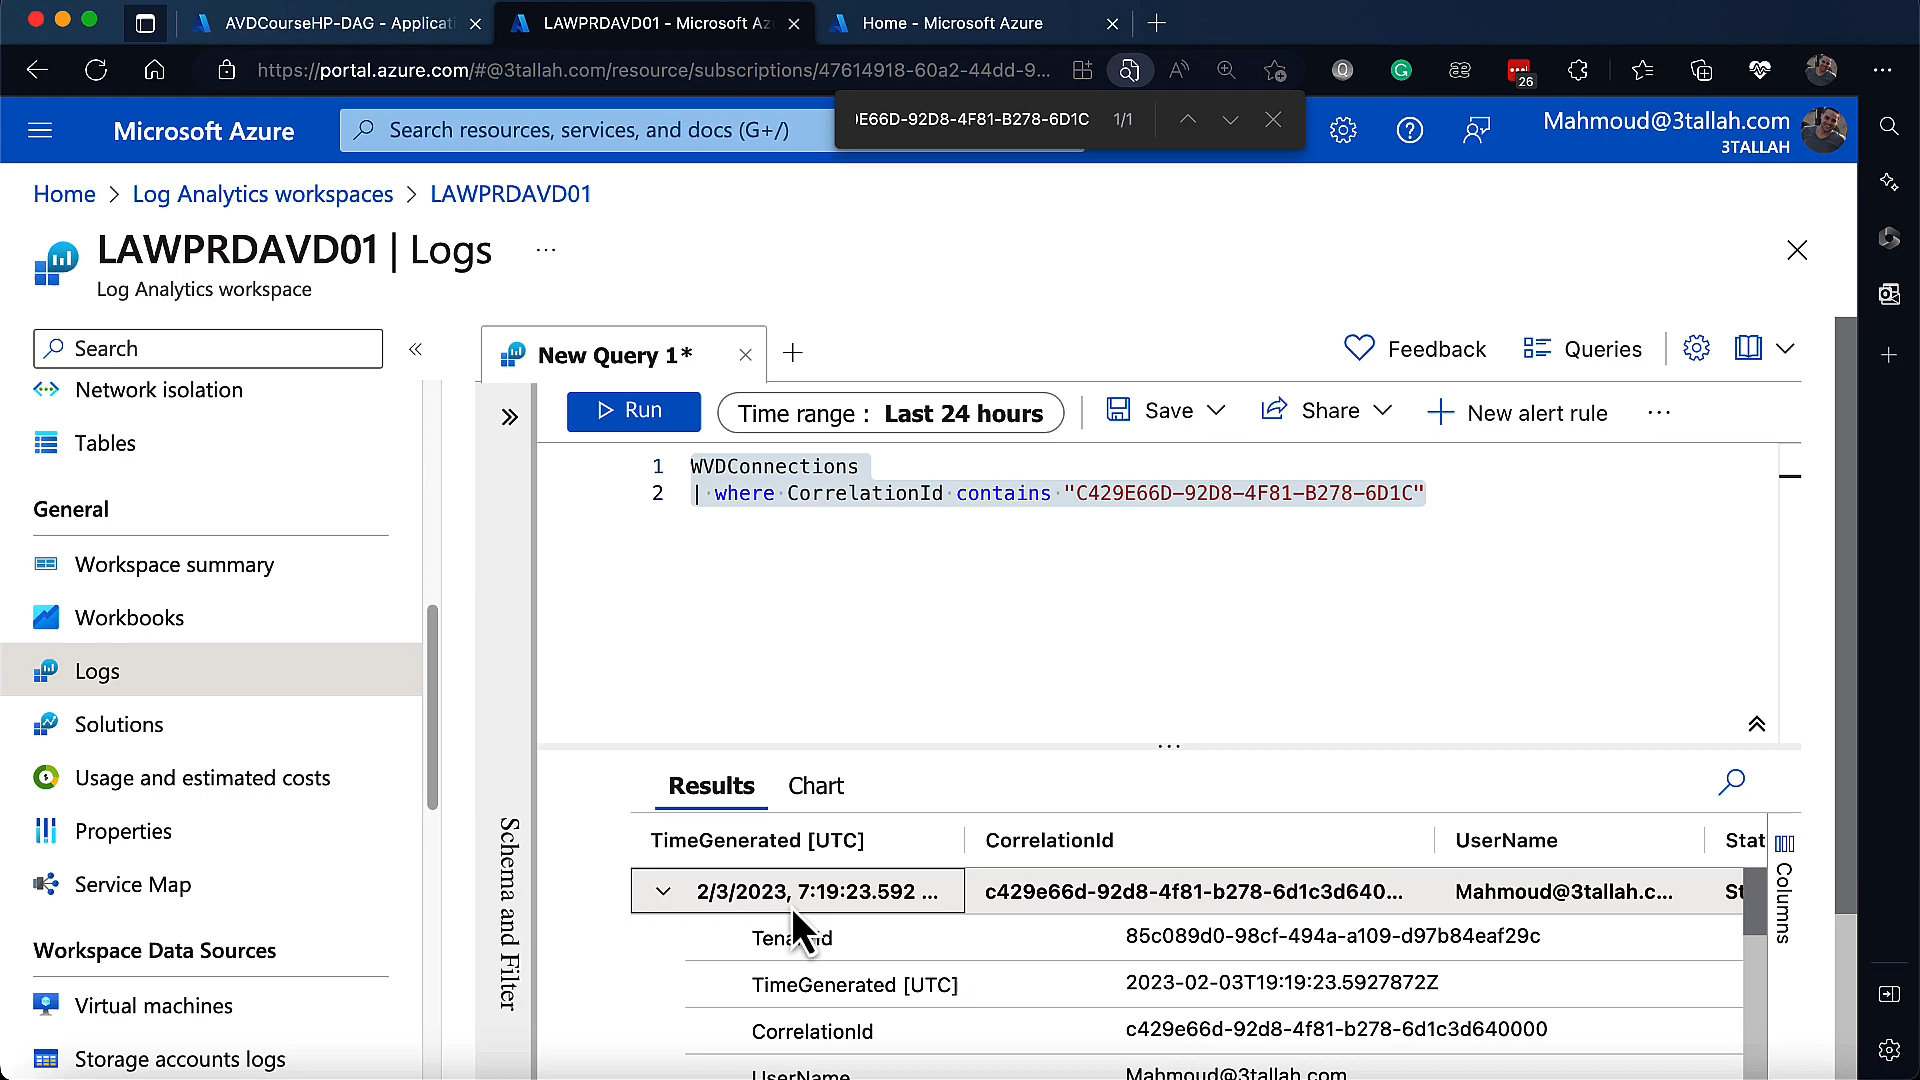 AVDCourseHP-DAG - Applicati
LAWPRDAVD01 - Microsoft Az
Home - Microsoft Azure
https://portal.azure.com/#@3tallah.com/resource/subscriptions/47614918-60a2-44dd-9...
26
Microsoft Azure
Search resources, services, and docs (G+/)
E66D-92D8-4F81-B278-6D1C
1/1
Mahmoud@3tallah.com
3TALLAH
Home > Log Analytics workspaces > LAWPRDAVD01
LAWPRDAVD01 | Logs
...
Log Analytics workspace
Search
«
Network isolation
Tables
General
Workspace summary
Workbooks
Logs
Solutions
Usage and estimated costs
Properties
Service Map
Workspace Data Sources
Virtual machines
Storage accounts logs
New Query 1*
Feedback
Queries
Run
Time range : Last 24 hours
Save
Share
New alert rule
...
1 WVDConnections
2 | where CorrelationId contains "C429E66D-92D8-4F81-B278-6D1C"
Schema and Filter
Results
Chart
TimeGenerated [UTC]
CorrelationId
UserName
Stat
2/3/2023, 7:19:23.592 ...
c429e66d-92d8-4f81-b278-6d1c3d640...
Mahmoud@3tallah.c...
St
85c089d0-98cf-494a-a109-d97b84eaf29c
TimeGenerated [UTC]
2023-02-03T19:19:23.5927872Z
CorrelationId
c429e66d-92d8-4f81-b278-6d1c3d640000
UserName
Mahmoud@3tallah.com
Columns